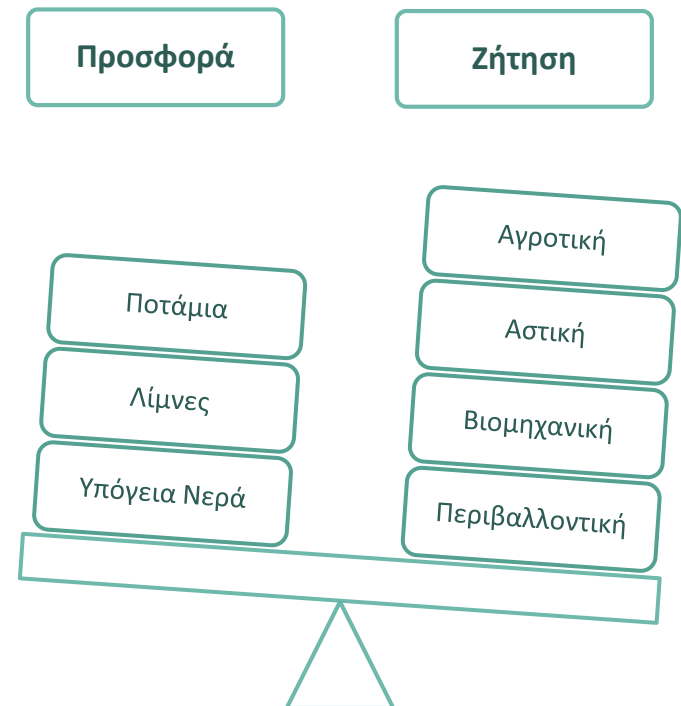 Προσφορά
Ζήτηση
Ποτάμια
Λίμνες
Υπόγεια Νερά
Αγροτική
Αστική
Βιομηχανική
Περιβαλλοντική